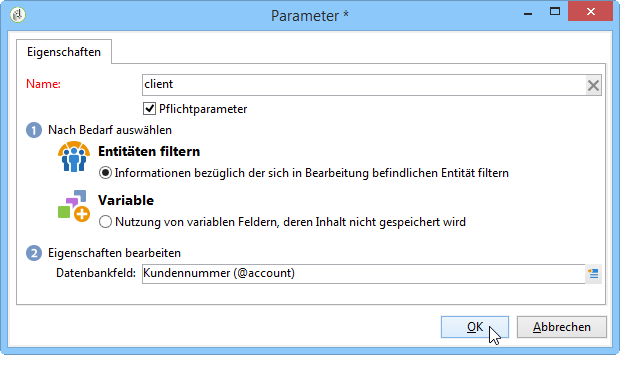 Parameter *
Eigenschaften
Name: client
Pflichtparameter
1 Nach Bedarf auswählen
Entitäten filtern
Informationen bezüglich der sich in Bearbeitung befindlichen Entität filtern
Variable
Nutzung von variablen Feldern, deren Inhalt nicht gespeichert wird
2 Eigenschaften bearbeiten
Datenbankfeld: Kundennummer (@account)
OK Abbrechen